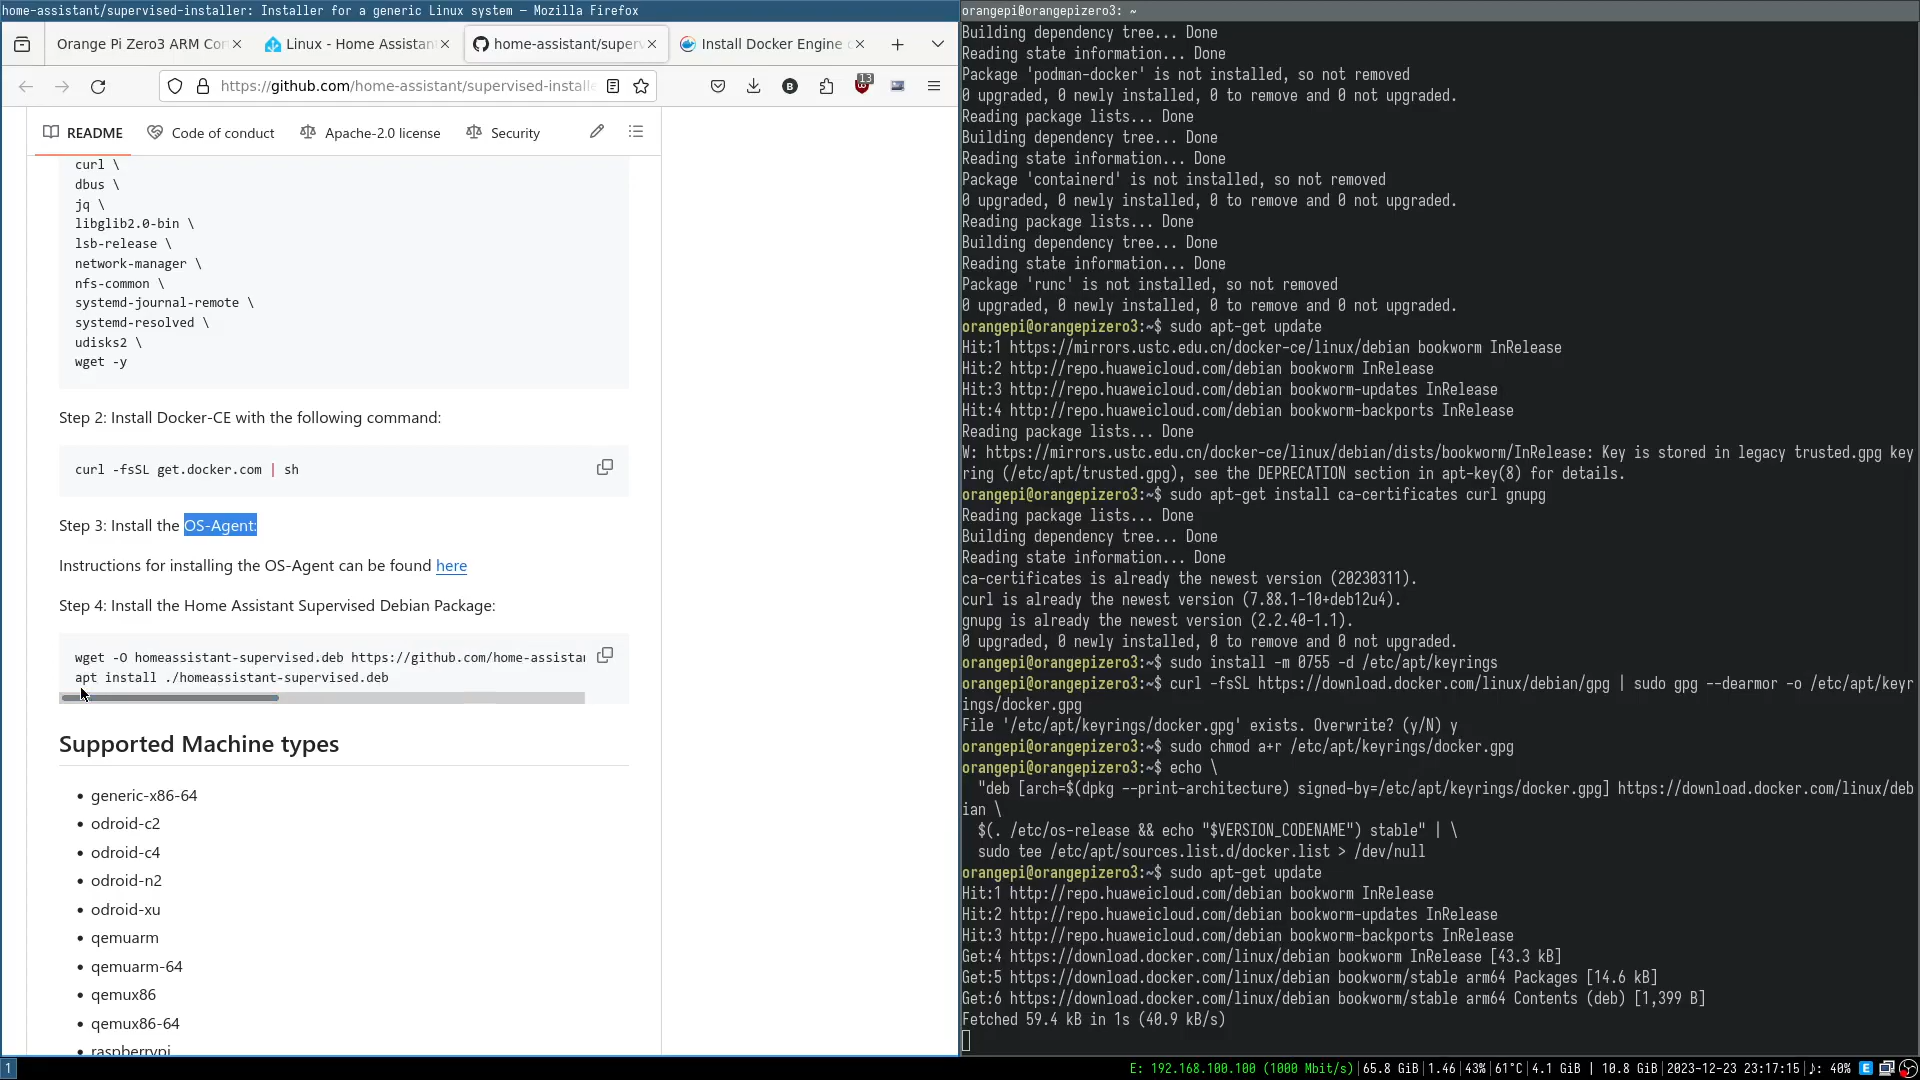 home-assistant/supervised-installer: Installer for a generic Linux system — Mozilla Firefox
Orange Pi Zero3 ARM Cor
Linux - Home Assistan
home-assistant/super
Install Docker Engine
https://github.com/home-assistant/supervised-installe
13
README
Code of conduct
Apache-2.0 license
Security
curl \
dbus \
jq \
libglib2.0-bin \
lsb-release \
network-manager \
nfs-common \
systemd-journal-remote \
systemd-resolved \
udisks2 \
wget -y
Step 2: Install Docker-CE with the following command:
curl -fsSL get.docker.com | sh
Step 3: Install the OS-Agent:
Instructions for installing the OS-Agent can be found here
Step 4: Install the Home Assistant Supervised Debian Package:
wget -O homeassistant-supervised.deb https://github.com/home-assista
apt install ./homeassistant-supervised.deb
Supported Machine types
• generic-x86-64
• odroid-c2
• odroid-c4
• odroid-n2
• odroid-xu
• qemuarm
• qemuarm-64
• qemux86
• qemux86-64
• raspberrypi
orangepi@orangepizero3: ~
Building dependency tree... Done
Reading state information... Done
Package 'podman-docker' is not installed, so not removed
0 upgraded, 0 newly installed, 0 to remove and 0 not upgraded.
Reading package lists... Done
Building dependency tree... Done
Reading state information... Done
Package 'containerd' is not installed, so not removed
0 upgraded, 0 newly installed, 0 to remove and 0 not upgraded.
Reading package lists... Done
Building dependency tree... Done
Reading state information... Done
Package 'runc' is not installed, so not removed
0 upgraded, 0 newly installed, 0 to remove and 0 not upgraded.
orangepi@orangepizero3:~$ sudo apt-get update
Hit:1 https://mirrors.ustc.edu.cn/docker-ce/linux/debian bookworm InRelease
Hit:2 http://repo.huaweicloud.com/debian bookworm InRelease
Hit:3 http://repo.huaweicloud.com/debian bookworm-updates InRelease
Hit:4 http://repo.huaweicloud.com/debian bookworm-backports InRelease
Reading package lists... Done
W: https://mirrors.ustc.edu.cn/docker-ce/linux/debian/dists/bookworm/InRelease: Key is stored in legacy trusted.gpg key
ring (/etc/apt/trusted.gpg), see the DEPRECATION section in apt-key(8) for details.
orangepi@orangepizero3:~$ sudo apt-get install ca-certificates curl gnupg
Reading package lists... Done
Building dependency tree... Done
Reading state information... Done
ca-certificates is already the newest version (20230311).
curl is already the newest version (7.88.1-10+deb12u4).
gnupg is already the newest version (2.2.40-1.1).
0 upgraded, 0 newly installed, 0 to remove and 0 not upgraded.
orangepi@orangepizero3:~$ sudo install -m 0755 -d /etc/apt/keyrings
orangepi@orangepizero3:~$ curl -fsSL https://download.docker.com/linux/debian/gpg | sudo gpg --dearmor -o /etc/apt/keyr
ings/docker.gpg
File '/etc/apt/keyrings/docker.gpg' exists. Overwrite? (y/N) y
orangepi@orangepizero3:~$ sudo chmod a+r /etc/apt/keyrings/docker.gpg
orangepi@orangepizero3:~$ echo \
"deb [arch=$(dpkg --print-architecture) signed-by=/etc/apt/keyrings/docker.gpg] https://download.docker.com/linux/deb
ian \
$(. /etc/os-release && echo "$VERSION_CODENAME") stable" | \
sudo tee /etc/apt/sources.list.d/docker.list > /dev/null
orangepi@orangepizero3:~$ sudo apt-get update
Hit:1 http://repo.huaweicloud.com/debian bookworm InRelease
Hit:2 http://repo.huaweicloud.com/debian bookworm-updates InRelease
Hit:3 http://repo.huaweicloud.com/debian bookworm-backports InRelease
Get:4 https://download.docker.com/linux/debian bookworm InRelease [43.3 kB]
Get:5 https://download.docker.com/linux/debian bookworm/stable arm64 Packages [14.6 kB]
Get:6 https://download.docker.com/linux/debian bookworm/stable arm64 Contents (deb) [1,399 B]
Fetched 59.4 kB in 1s (40.9 kB/s)
1
E: 192.168.100.100 (1000 Mbit/s)|65.8 GiB|1.46|43%|61°C|4.1 GiB | 10.8 GiB|2023-12-23 23:17:15|♪: 40%